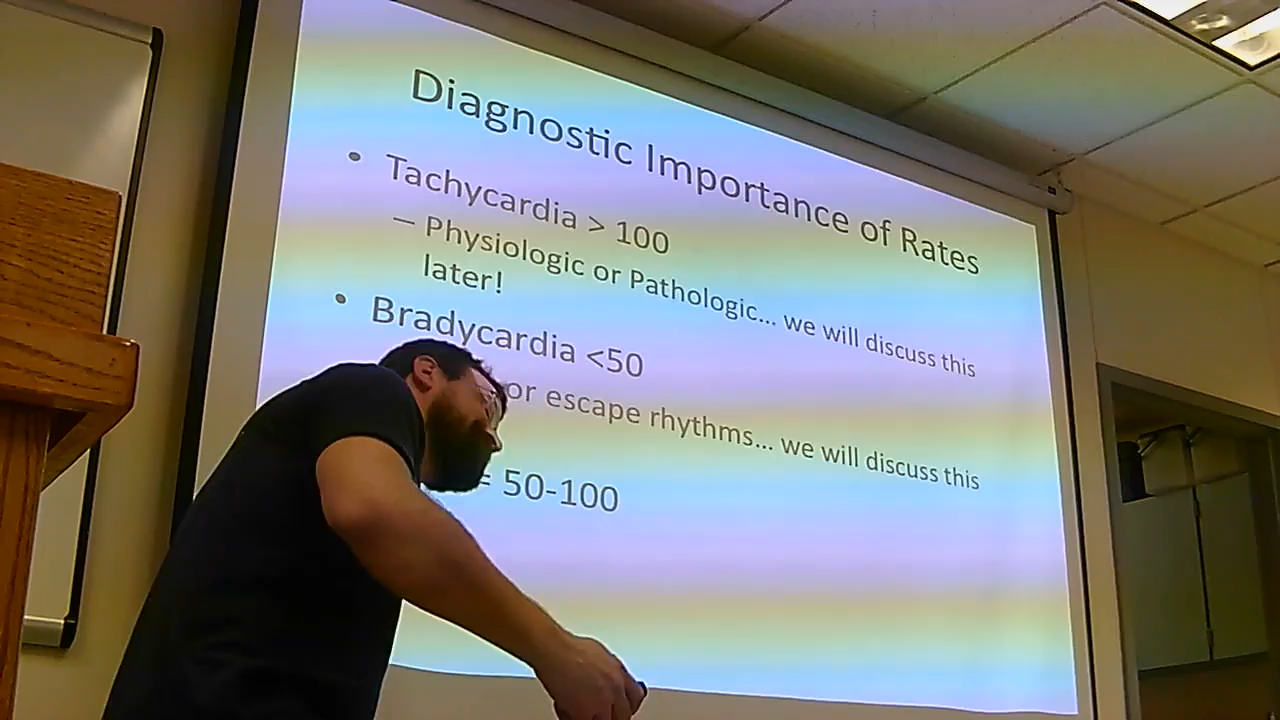 Diagnostic Importance of Rates
• Tachycardia > 100
– Physiologic or Pathologic... we will discuss this
later!
• Bradycardia <50
or escape rhythms... we will discuss this
= 50-100